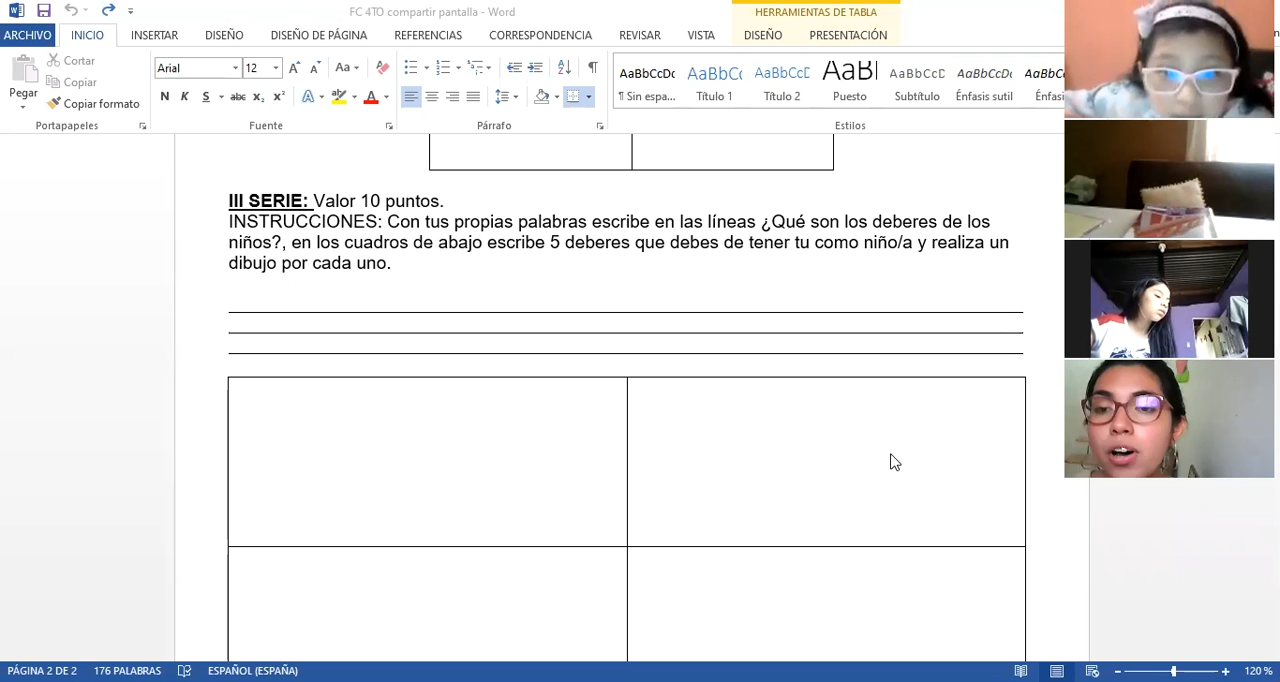 FC 4TO compartir pantalla - Word
HERRAMIENTAS DE TABLA
ARCHIVO INICIO INSERTAR DISEÑO DISEÑO DE PÁGINA REFERENCIAS CORRESPONDENCIA REVISAR VISTA DISEÑO PRESENTACIÓN
Pegar
Cortar
Copiar
Copiar formato
Portapapeles
Arial 12
N K S abc x₂ x²
Aa
Fuente
Párrafo
AaBbCcDc AaBbCc AaBbCcD AaBl AaBbCcD AaBbCcDc AaBbCc
¶ Sin espa... Título 1 Título 2 Puesto Subtítulo Énfasis sutil Énfasis
Estilos
III SERIE: Valor 10 puntos.
INSTRUCCIONES: Con tus propias palabras escribe en las líneas ¿Qué son los deberes de los
niños?, en los cuadros de abajo escribe 5 deberes que debes de tener tu como niño/a y realiza un
dibujo por cada uno.
PÁGINA 2 DE 2 176 PALABRAS ESPAÑOL (ESPAÑA) 120 %